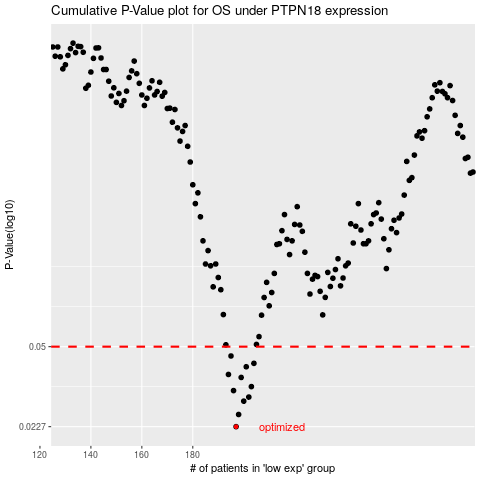 Cumulative P-Value plot for OS under PTPN18 expression
P-Value(log10)
0.05
0.0227
optimized
120 140 160 180
# of patients in 'low exp' group